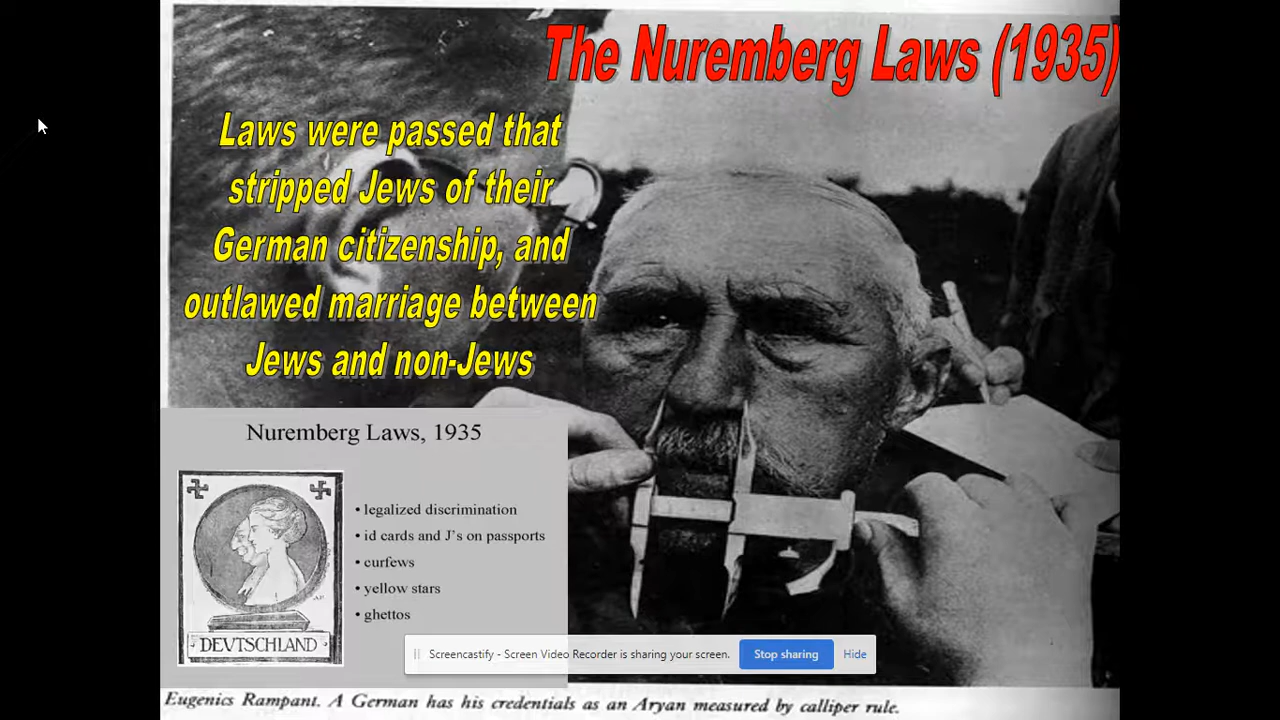 The Nuremberg Laws (1935)
Laws were passed that
stripped Jews of their
German citizenship, and
outlawed marriage between
Jews and non-Jews
Nuremberg Laws, 1935
• legalized discrimination
• id cards and J's on passports
• curfews
• yellow stars
• ghettos
DEVTSCHLAND
Screencastify - Screen Video Recorder is sharing your screen.
Stop sharing
Hide
Eugenics Rampant. A German has his credentials as an Aryan measured by calliper rule.